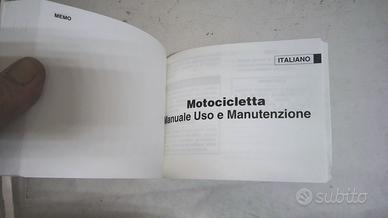 MEMO
ITALIANO
Motocicletta
Manuale Uso e Manutenzione
subito